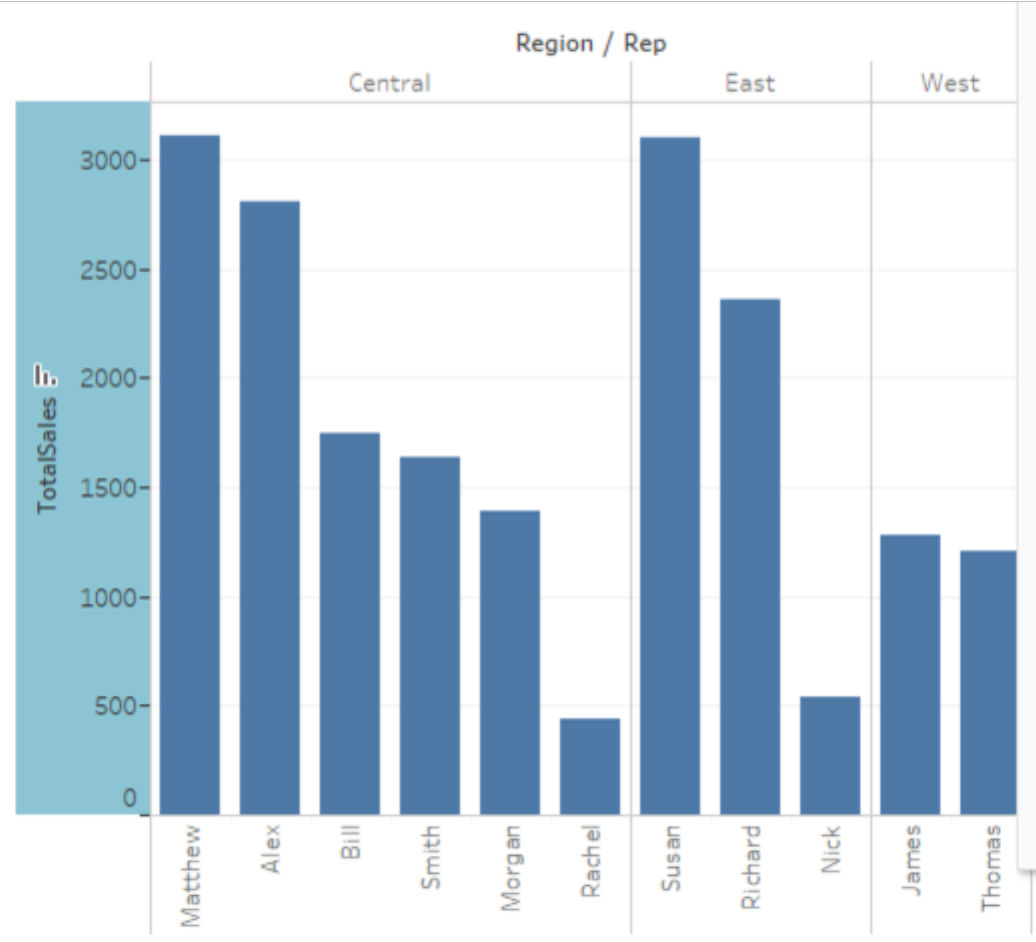 Region / Rep
Central East West
TotalSales
3000
2500
2000
1500
1000
500
0
Matthew Alex Bill Smith Morgan Rachel Susan Richard Nick James Thomas